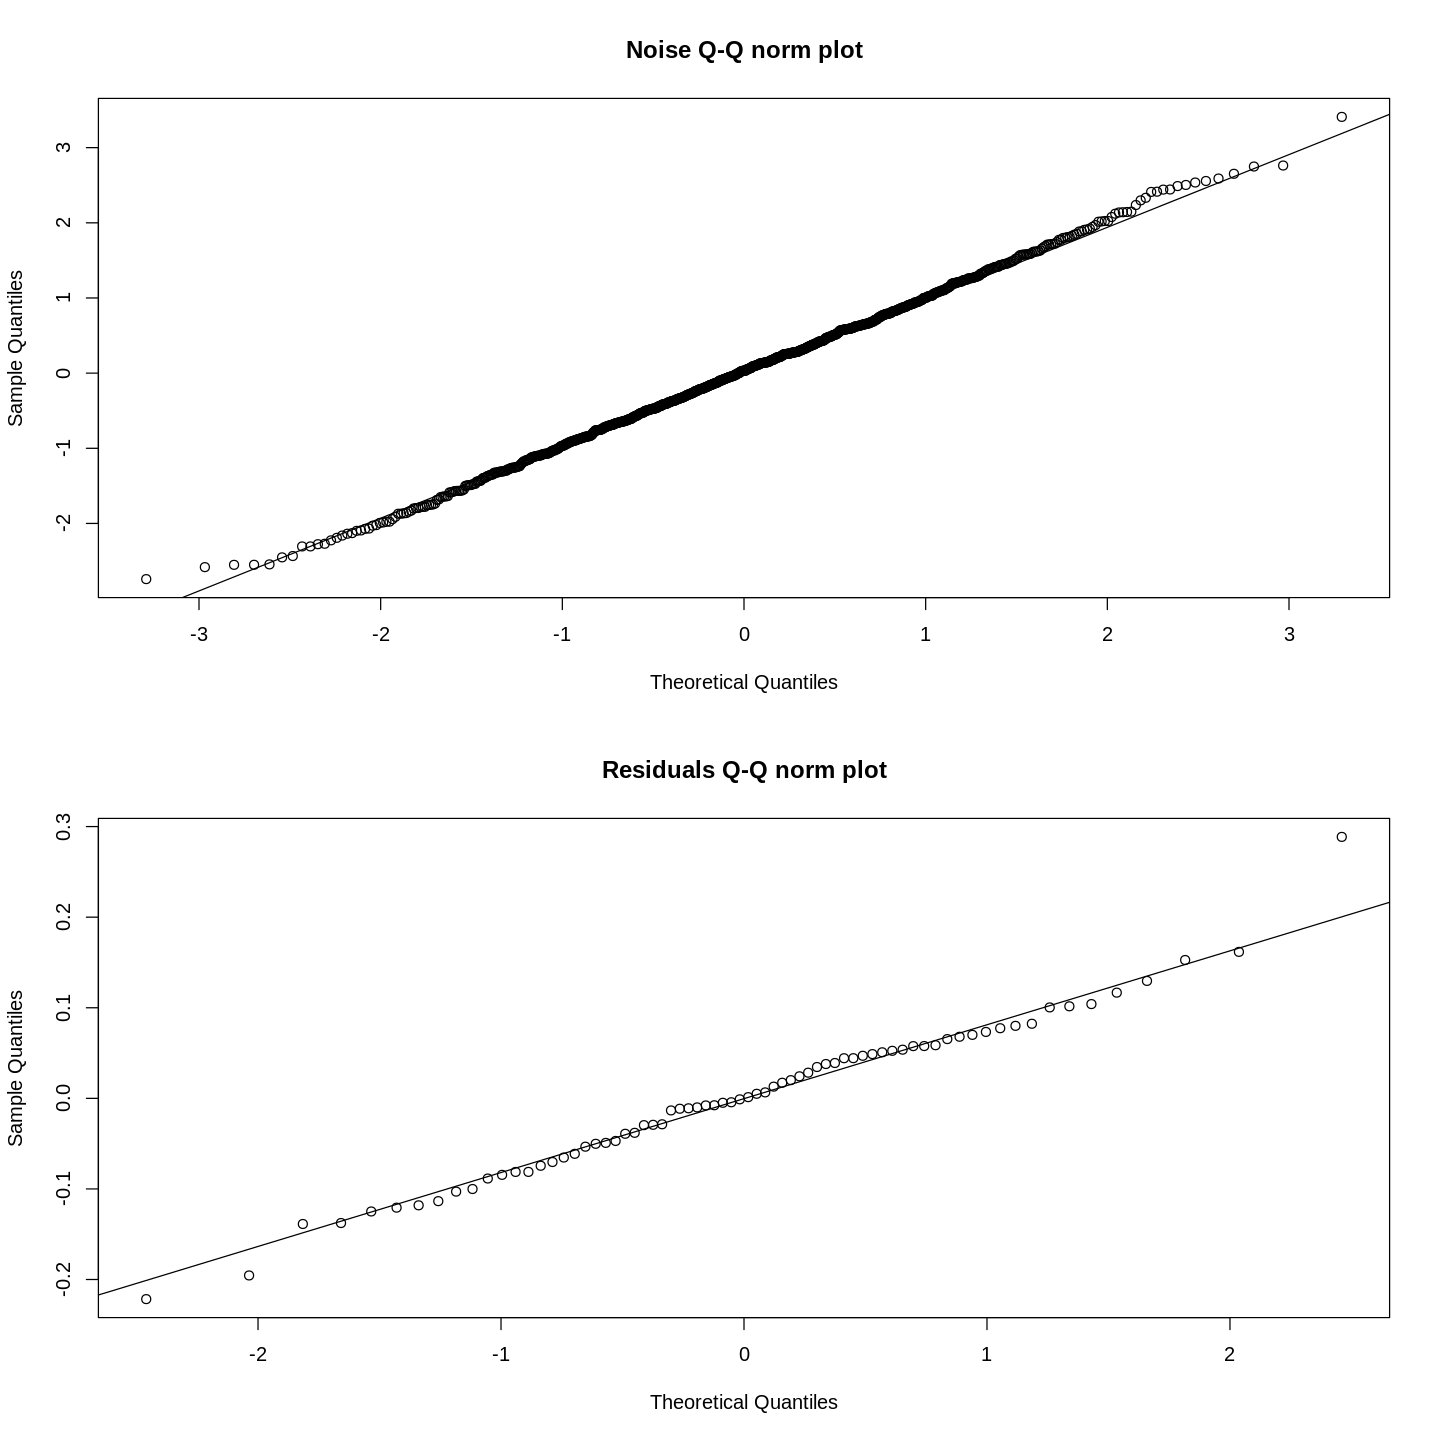 Noise Q-Q norm plot
3
2
1
0
-1
-2
Sample Quantiles
-3 -2 -1 0 1 2 3
Theoretical Quantiles
Residuals Q-Q norm plot
0.3
0.2
0.1
0.0
-0.1
-0.2
Sample Quantiles
-2 -1 0 1 2
Theoretical Quantiles